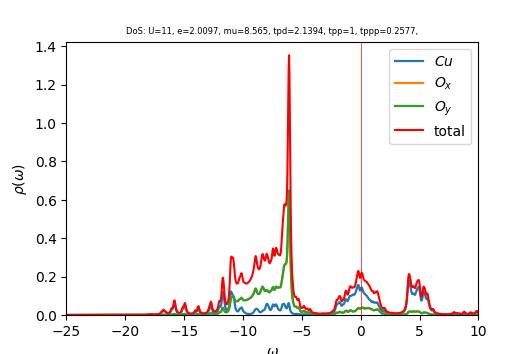 DoS: U=11, e=2.0097, mu=8.565, tpd=2.1394, tpp=1, tppp=0.2577,
1.4
1.2
1.0
0.8
0.6
0.4
0.2
0.0
ρ(ω)
Cu
Oₓ
O_y
total
−25 −20 −15 −10 −5 0 5 10
ω